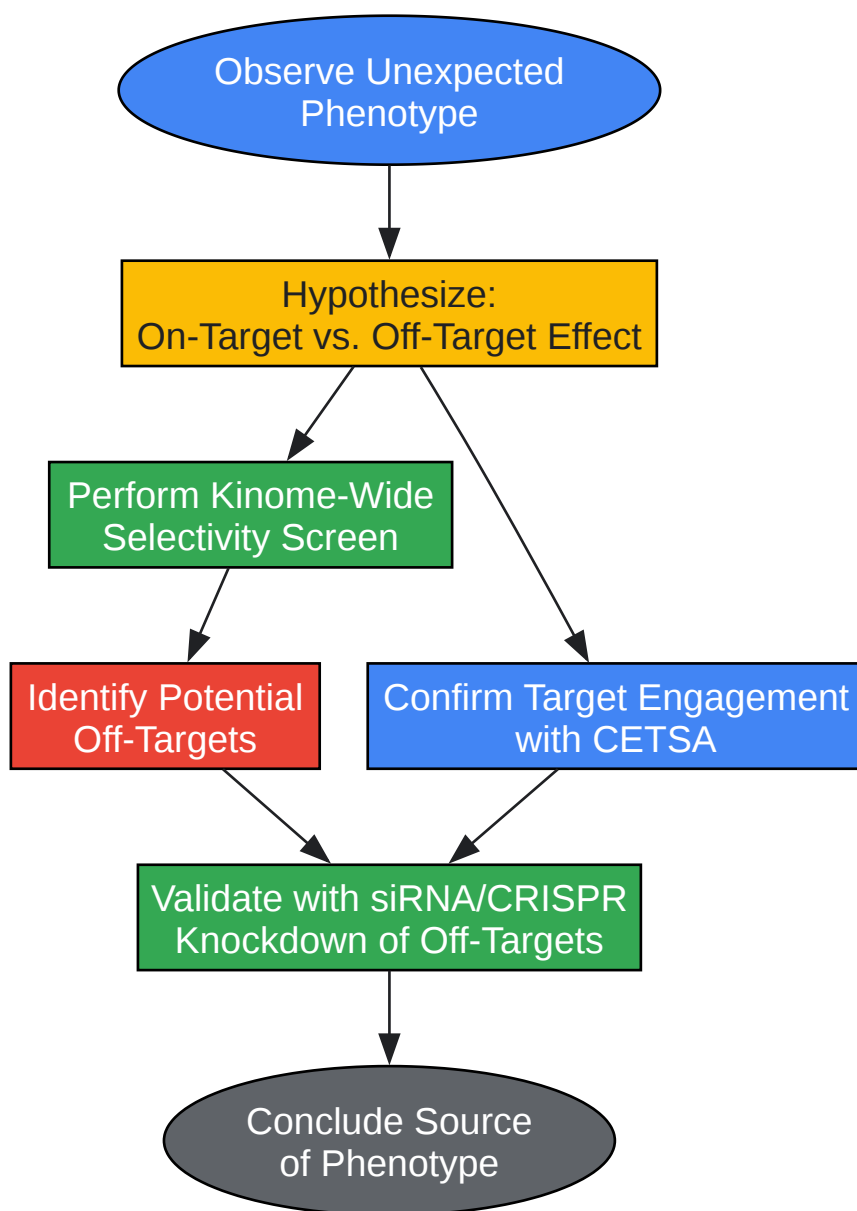 Observe Unexpected
Phenotype
Hypothesize:
On-Target vs. Off-Target Effect
Perform Kinome-Wide
Selectivity Screen
Identify Potential
Off-Targets
Confirm Target Engagement
with CETSA
Validate with siRNA/CRISPR
Knockdown of Off-Targets
Conclude Source
of Phenotype